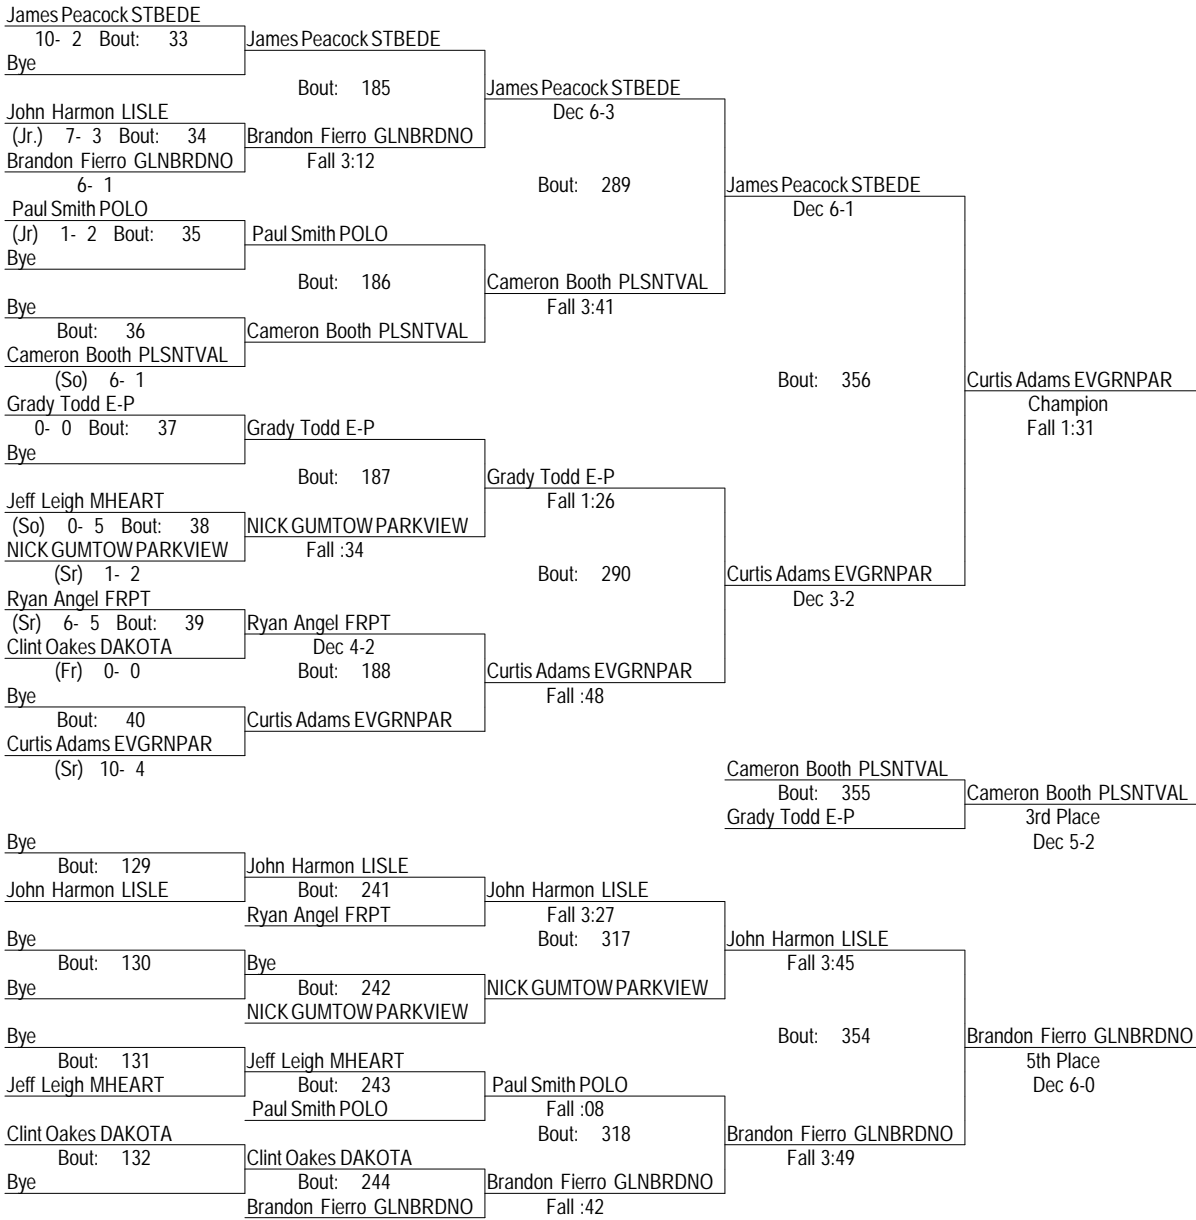 James Peacock STBEDE
10- 2 Bout: 33 James Peacock STBEDE
Bye
Bout: 185 James Peacock STBEDE
John Harmon LISLE Dec 6-3
(Jr.) 7- 3 Bout: 34 Brandon Fierro GLNBRDNO
Brandon Fierro GLNBRDNO Fall 3:12
6- 1 Bout: 289 James Peacock STBEDE
Paul Smith POLO Dec 6-1
(Jr) 1- 2 Bout: 35 Paul Smith POLO
Bye
Bout: 186 Cameron Booth PLSNTVAL
Bye Fall 3:41
Bout: 36 Cameron Booth PLSNTVAL
Cameron Booth PLSNTVAL
(So) 6- 1 Bout: 356 Curtis Adams EVGRNPAR
Grady Todd E-P Champion
0- 0 Bout: 37 Grady Todd E-P Fall 1:31
Bye
Bout: 187 Grady Todd E-P
Jeff Leigh MHEART Fall 1:26
(So) 0- 5 Bout: 38 NICK GUMTOW PARKVIEW
NICK GUMTOW PARKVIEW Fall :34
(Sr) 1- 2 Bout: 290 Curtis Adams EVGRNPAR
Ryan Angel FRPT Dec 3-2
(Sr) 6- 5 Bout: 39 Ryan Angel FRPT
Clint Oakes DAKOTA Dec 4-2
(Fr) 0- 0 Bout: 188 Curtis Adams EVGRNPAR
Bye Fall :48
Bout: 40 Curtis Adams EVGRNPAR
Curtis Adams EVGRNPAR
(Sr) 10- 4 Cameron Booth PLSNTVAL
Bout: 355 Cameron Booth PLSNTVAL
Grady Todd E-P 3rd Place
Bye Dec 5-2
Bout: 129 John Harmon LISLE
John Harmon LISLE Bout: 241 John Harmon LISLE
Ryan Angel FRPT Fall 3:27
Bye Bout: 317 John Harmon LISLE
Bout: 130 Bye Fall 3:45
Bye Bout: 242 NICK GUMTOW PARKVIEW
NICK GUMTOW PARKVIEW
Bye Bout: 354 Brandon Fierro GLNBRDNO
Bout: 131 Jeff Leigh MHEART 5th Place
Jeff Leigh MHEART Bout: 243 Paul Smith POLO Dec 6-0
Paul Smith POLO Fall :08
Clint Oakes DAKOTA Bout: 318 Brandon Fierro GLNBRDNO
Bout: 132 Clint Oakes DAKOTA Fall 3:49
Bye Bout: 244 Brandon Fierro GLNBRDNO
Brandon Fierro GLNBRDNO Fall :42